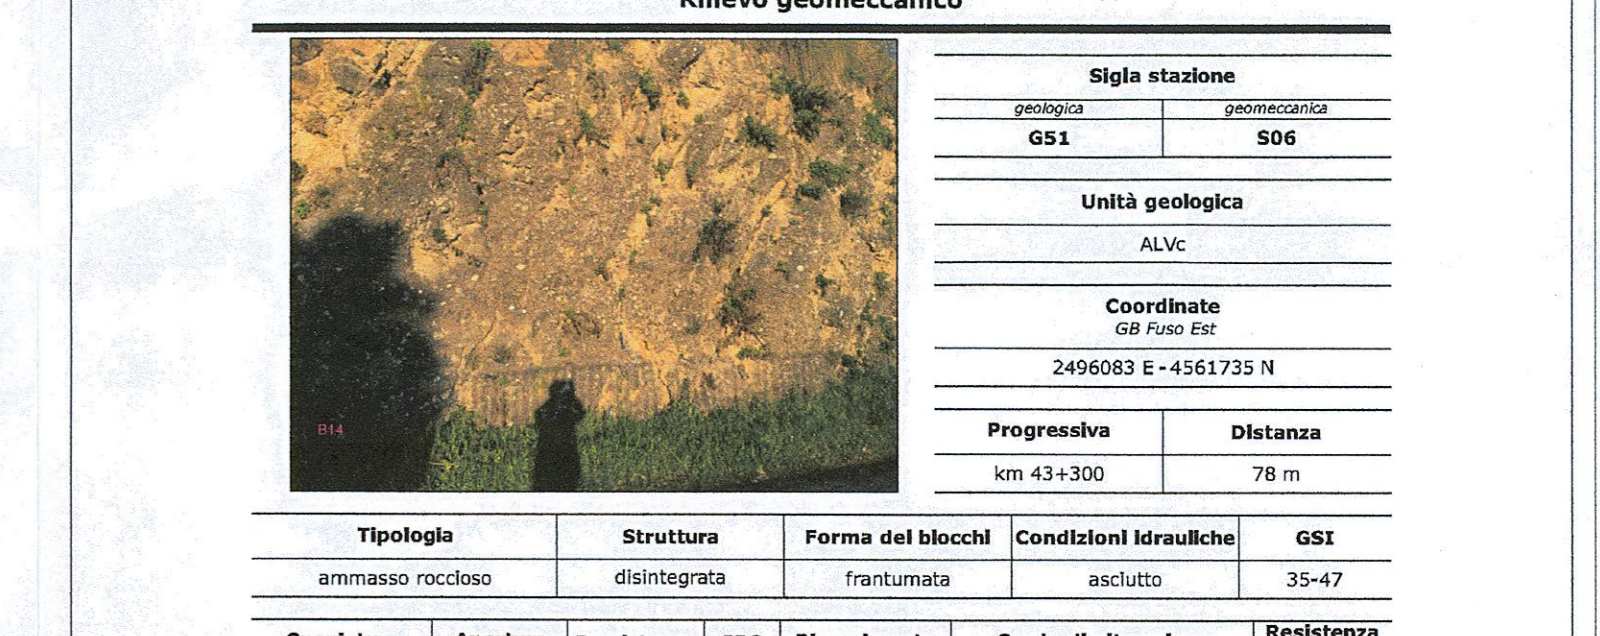 Rilievo geomeccanico
Sigla stazione
geologica geomeccanica
G51 S06
Unità geologica
ALVc
Coordinate
GB Fuso Est
2496083 E - 4561735 N
Progressiva Distanza
km 43+300 78 m
B14
Tipologia Struttura Forma dei blocchi Condizioni idrauliche GSI
ammasso roccioso disintegrata frantumata asciutto 35-47
Resistenza